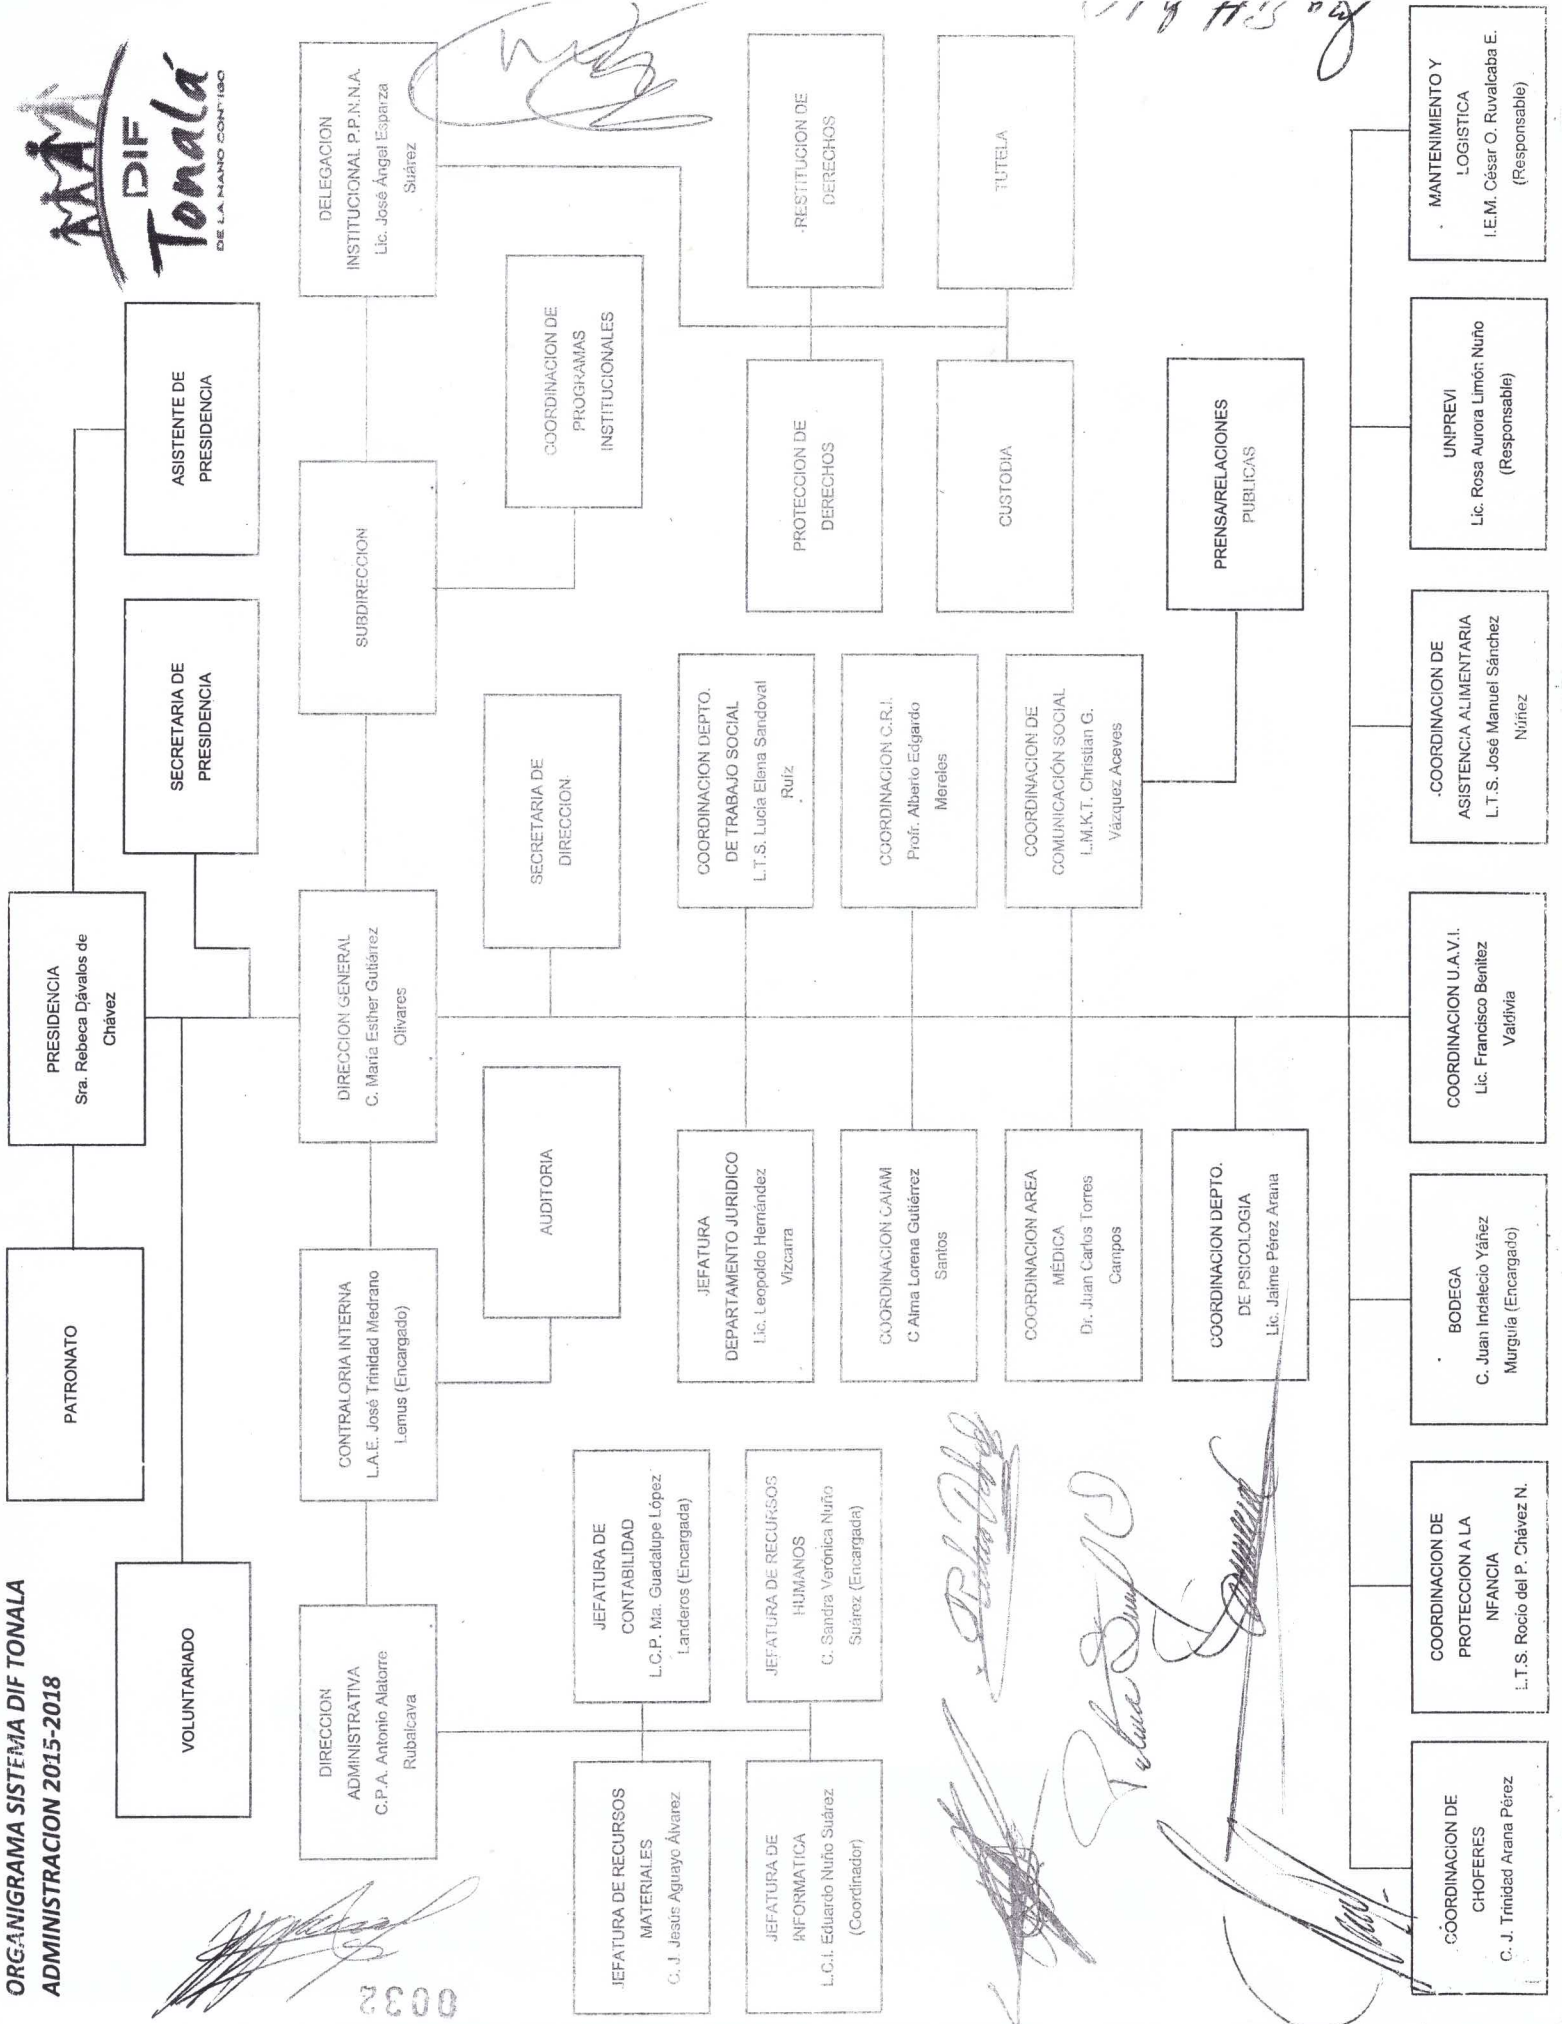 ORGANIGRAMA SISTEMA DIF TONALA
ADMINISTRACION 2015-2018
DIF
Tonalá
DE LA MANO CONTIGO
PATRONATO
PRESIDENCIA
Sra. Rebeca Dávalos de
Chávez
VOLUNTARIADO
SECRETARIA DE
PRESIDENCIA
ASISTENTE DE
PRESIDENCIA
DIRECCION
ADMINISTRATIVA
C.P.A. Antonio Alatorre
Rubalcava
CONTRALORIA INTERNA
L.A.E. José Trinidad Medrano
Lemus (Encargado)
DIRECCION GENERAL
C. María Esther Gutiérrez
Olivares
SUBDIRECCION
DELEGACION
INSTITUCIONAL P.P.N.N.A.
Lic. José Ángel Esparza
Suárez
0032
AUDITORIA
SECRETARIA DE
DIRECCION
COORDINACION DE
PROGRAMAS
INSTITUCIONALES
JEFATURA DE RECURSOS
MATERIALES
C. J. Jesús Aguayo Álvarez
JEFATURA DE
CONTABILIDAD
L.C.P. Ma. Guadalupe López
Landeros (Encargada)
JEFATURA
DEPARTAMENTO JURIDICO
Lic. Leopoldo Hernández
Vizcarra
COORDINACION DEPTO.
DE TRABAJO SOCIAL
L.T.S. Lucía Elena Sandoval
Ruíz
JEFATURA DE
INFORMATICA
L.C.I. Eduardo Nuño Suárez
(Coordinador)
JEFATURA DE RECURSOS
HUMANOS
C. Sandra Verónica Nuño
Suárez (Encargada)
PROTECCION DE
DERECHOS
RESTITUCION DE
DERECHOS
COORDINACION CAIAM
C Alma Lorena Gutiérrez
Santos
COORDINACION C.R.I.
Profr. Alberto Edgardo
Mereles
CUSTODIA
TUTELA
COORDINACION AREA
MÉDICA
Dr. Juan Carlos Torres
Campos
COORDINACION DE
COMUNICACIÓN SOCIAL
L.M.K.T. Christian G.
Vázquez Aceves
COORDINACION DEPTO.
DE PSICOLOGIA
Lic. Jaime Pérez Arana
PRENSA/RELACIONES
PUBLICAS
COORDINACION DE
CHOFERES
C. J. Trinidad Arana Pérez
COORDINACION DE
PROTECCION A LA
NFANCIA
L.T.S. Rocío del P. Chávez N.
BODEGA
C. Juan Indalecio Yáñez
Murguía (Encargado)
COORDINACION U.A.V.I.
Lic. Francisco Benítez
Valdivia
COORDINACION DE
ASISTENCIA ALIMENTARIA
L.T.S. José Manuel Sánchez
Núñez
UNPREVI
Lic. Rosa Aurora Limón Nuño
(Responsable)
MANTENIMIENTO Y
LOGISTICA
I.E.M. César O. Ruvalcaba E.
(Responsable)